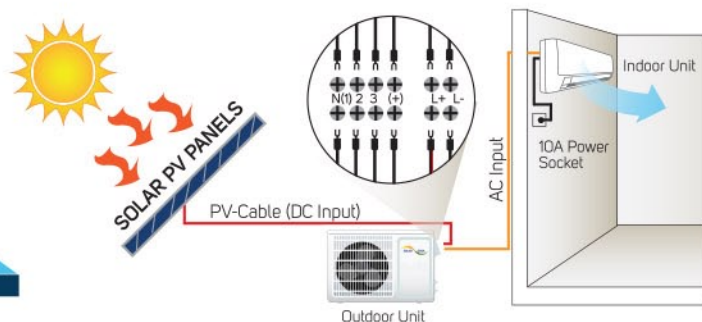 SOLAR PV PANELS
PV-Cable (DC Input)
N(1) 2 3 (+) L+ L-
Outdoor Unit
AC Input
Indoor Unit
10A Power
Socket